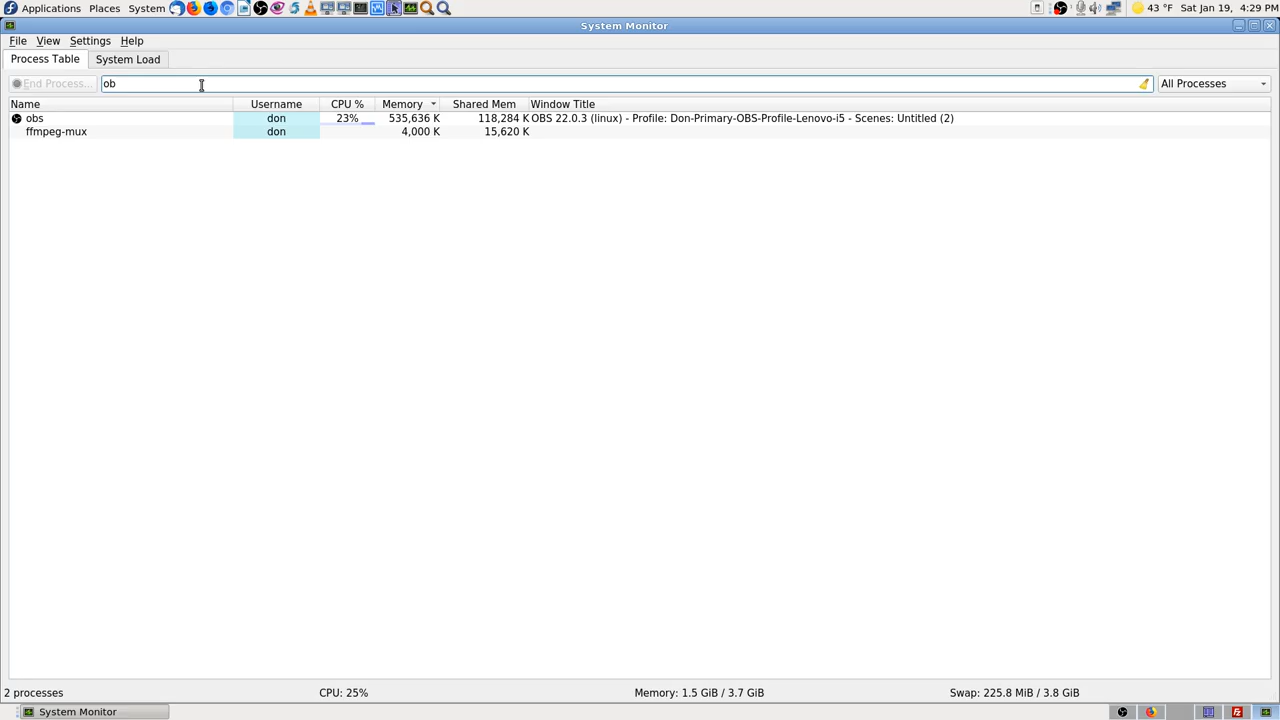 Applications Places System 43 °F Sat Jan 19, 4:29 PM
System Monitor
File View Settings Help
Process Table System Load
End Process... ob All Processes
Name Username CPU % Memory Shared Mem Window Title
obs don 23% 535,636 K 118,284 K OBS 22.0.3 (linux) - Profile: Don-Primary-OBS-Profile-Lenovo-i5 - Scenes: Untitled (2)
ffmpeg-mux don 4,000 K 15,620 K
2 processes CPU: 25% Memory: 1.5 GiB / 3.7 GiB Swap: 225.8 MiB / 3.8 GiB
System Monitor